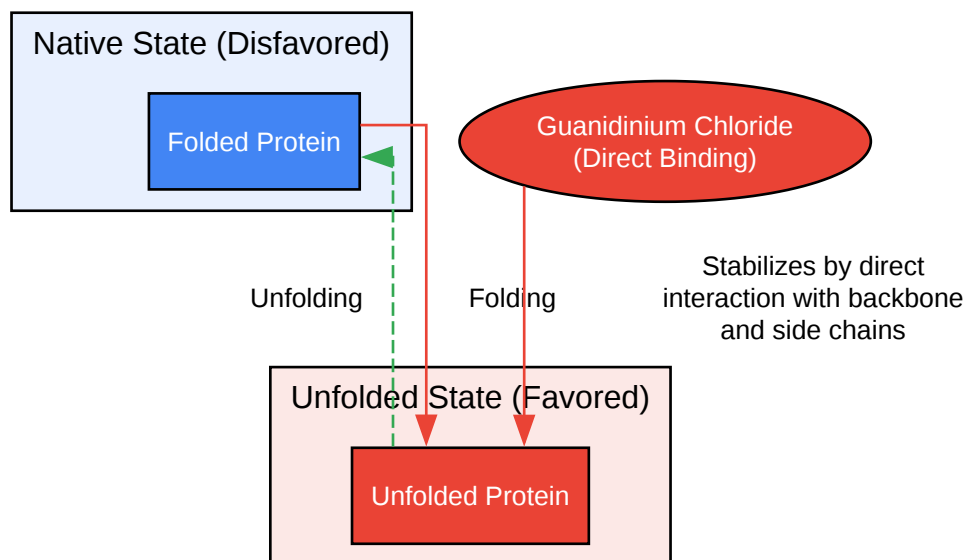 Native State (Disfavored)
Folded Protein
Guanidinium Chloride
(Direct Binding)
Unfolding
Folding
Stabilizes by direct
interaction with backbone
and side chains
Unfolded State (Favored)
Unfolded Protein